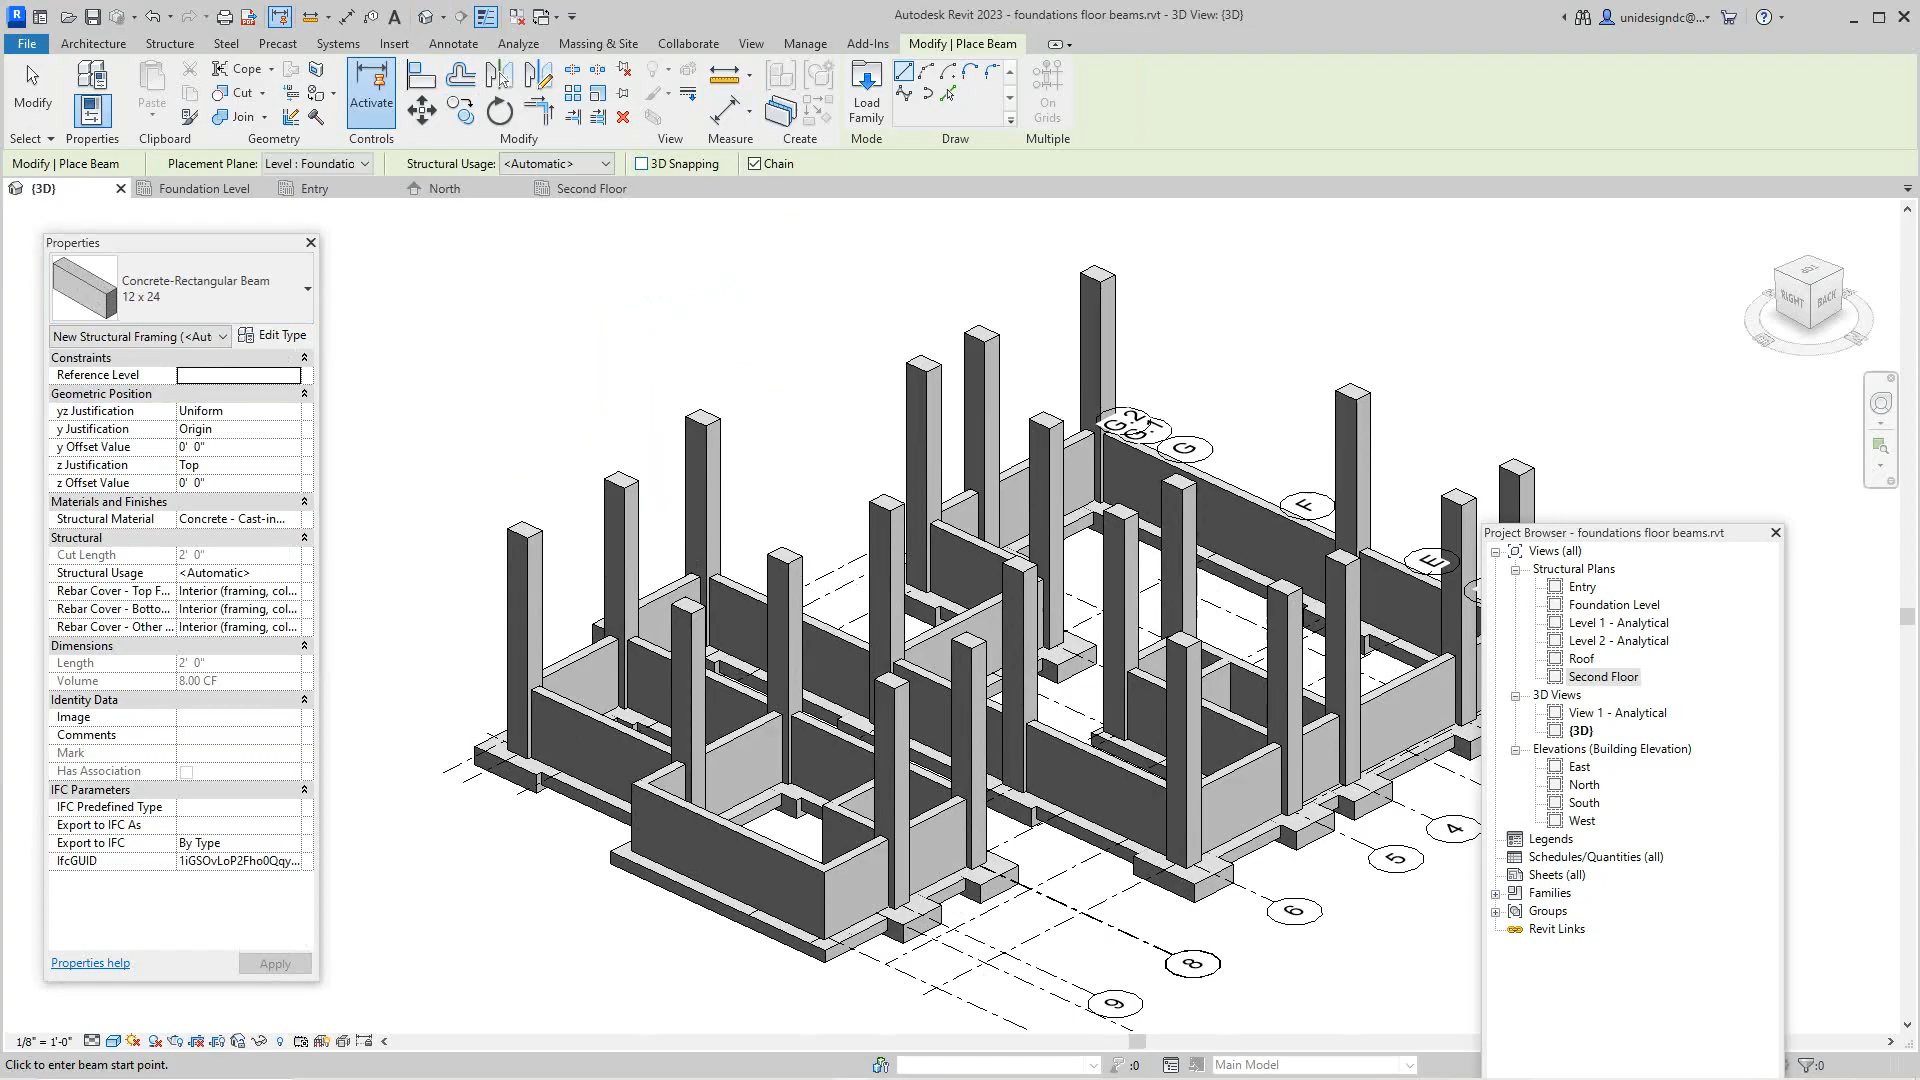 Autodesk Revit 2023 - foundations floor beams.rvt - 3D View: {3D}
unidesigndc@...
File Architecture Structure Steel Precast Systems Insert Annotate Analyze Massing & Site Collaborate View Manage Add-Ins Modify | Place Beam
Modify
Paste
Cope
Cut
Join
Activate
Load
Family
On
Grids
Select Properties Clipboard Geometry Controls Modify View Measure Create Mode Draw Multiple
Modify | Place Beam Placement Plane: Level : Foundatio Structural Usage: <Automatic> 3D Snapping Chain
{3D} Foundation Level Entry North Second Floor
Properties
Concrete-Rectangular Beam
12 x 24
New Structural Framing (<Aut Edit Type
Constraints
Reference Level
Geometric Position
yz Justification Uniform
y Justification Origin
y Offset Value 0' 0"
z Justification Top
z Offset Value 0' 0"
Materials and Finishes
Structural Material Concrete - Cast-in...
Structural
Cut Length 2' 0"
Structural Usage <Automatic>
Rebar Cover - Top F... Interior (framing, col...
Rebar Cover - Botto... Interior (framing, col...
Rebar Cover - Other ... Interior (framing, col...
Dimensions
Length 2' 0"
Volume 8.00 CF
Identity Data
Image
Comments
Mark
Has Association
IFC Parameters
IFC Predefined Type
Export to IFC As
Export to IFC By Type
IfcGUID 1iGSOvLoP2Fho0Qqy...
Properties help Apply
TOP
RIGHT BACK
G.2
G
F
E
4
5
6
8
9
Project Browser - foundations floor beams.rvt
Views (all)
Structural Plans
Entry
Foundation Level
Level 1 - Analytical
Level 2 - Analytical
Roof
Second Floor
3D Views
View 1 - Analytical
{3D}
Elevations (Building Elevation)
East
North
South
West
Legends
Schedules/Quantities (all)
Sheets (all)
Families
Groups
Revit Links
1/8" = 1'-0"
Click to enter beam start point.
:0
Main Model
:0